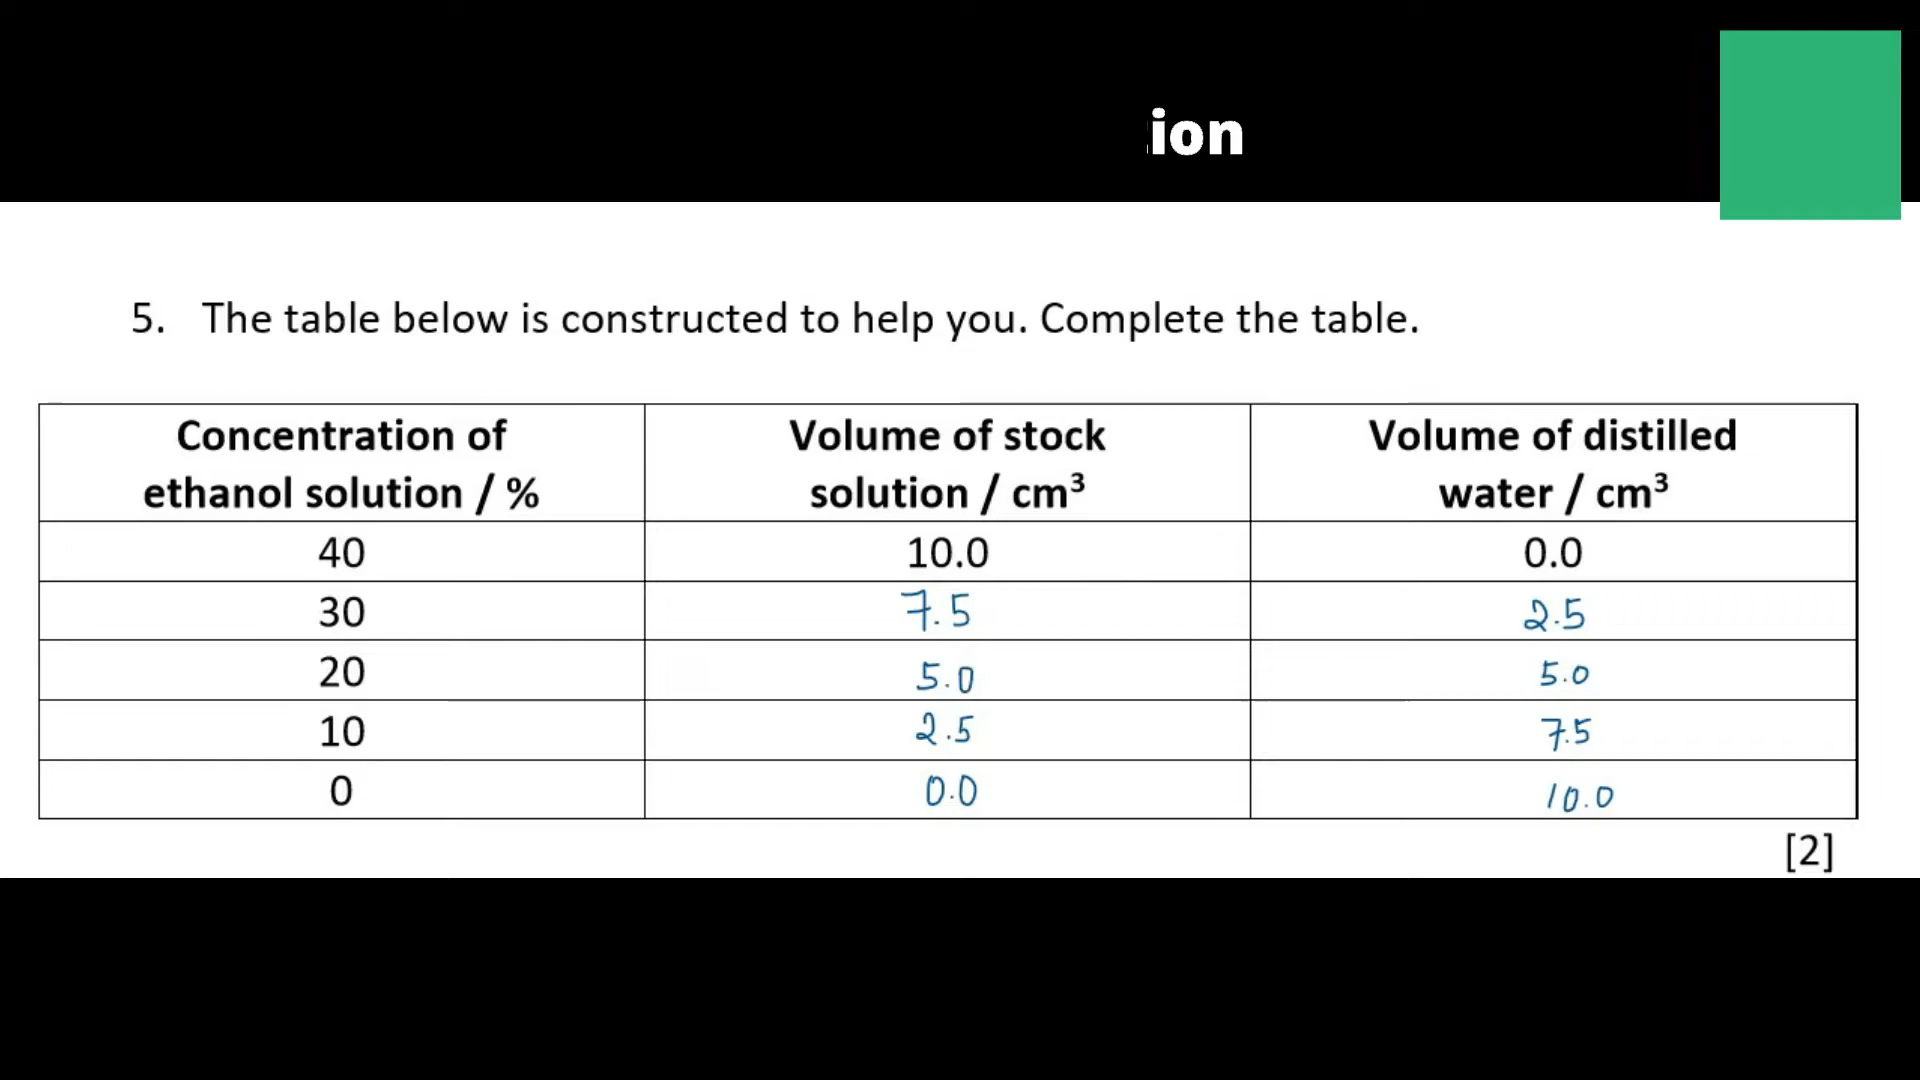 ion
5. The table below is constructed to help you. Complete the table.
Concentration of ethanol solution / % Volume of stock solution / cm³ Volume of distilled water / cm³
40 10.0 0.0
30 7.5 2.5
20 5.0 5.0
10 2.5 7.5
0 0.0 10.0
[2]